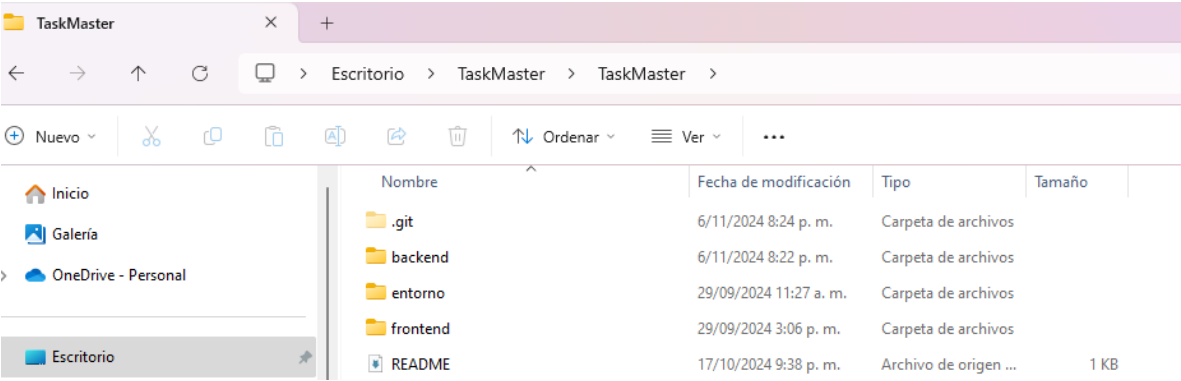 TaskMaster
Escritorio > TaskMaster > TaskMaster >
Nuevo Ordenar Ver
Nombre Fecha de modificación Tipo Tamaño
Inicio
Galería
OneDrive - Personal
Escritorio
.git 6/11/2024 8:24 p. m. Carpeta de archivos
backend 6/11/2024 8:22 p. m. Carpeta de archivos
entorno 29/09/2024 11:27 a. m. Carpeta de archivos
frontend 29/09/2024 3:06 p. m. Carpeta de archivos
README 17/10/2024 9:38 p. m. Archivo de origen ... 1 KB